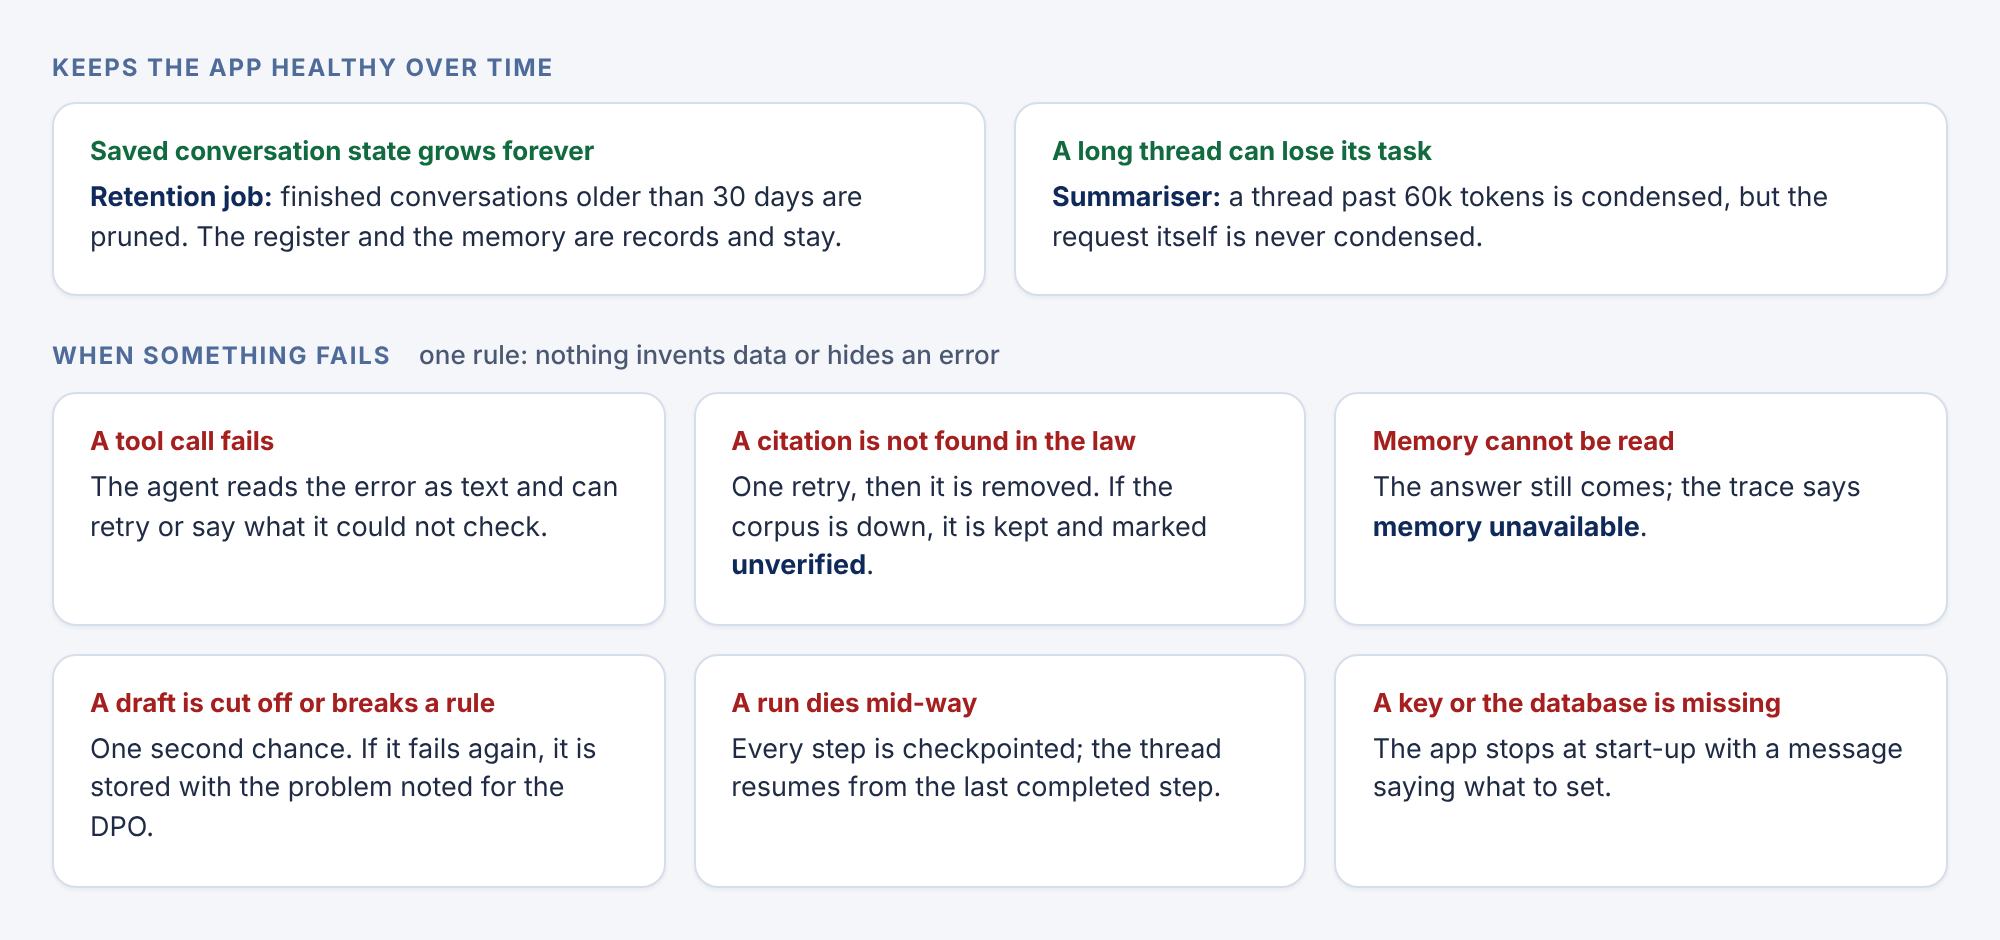 KEEPS THE APP HEALTHY OVER TIME
Saved conversation state grows forever
Retention job: finished conversations older than 30 days are
pruned. The register and the memory are records and stay.
A long thread can lose its task
Summariser: a thread past 60k tokens is condensed, but the
request itself is never condensed.
WHEN SOMETHING FAILS one rule: nothing invents data or hides an error
A tool call fails
The agent reads the error as text and can
retry or say what it could not check.
A citation is not found in the law
One retry, then it is removed. If the
corpus is down, it is kept and marked
unverified.
Memory cannot be read
The answer still comes; the trace says
memory unavailable.
A draft is cut off or breaks a rule
One second chance. If it fails again, it is
stored with the problem noted for the
DPO.
A run dies mid-way
Every step is checkpointed; the thread
resumes from the last completed step.
A key or the database is missing
The app stops at start-up with a message
saying what to set.